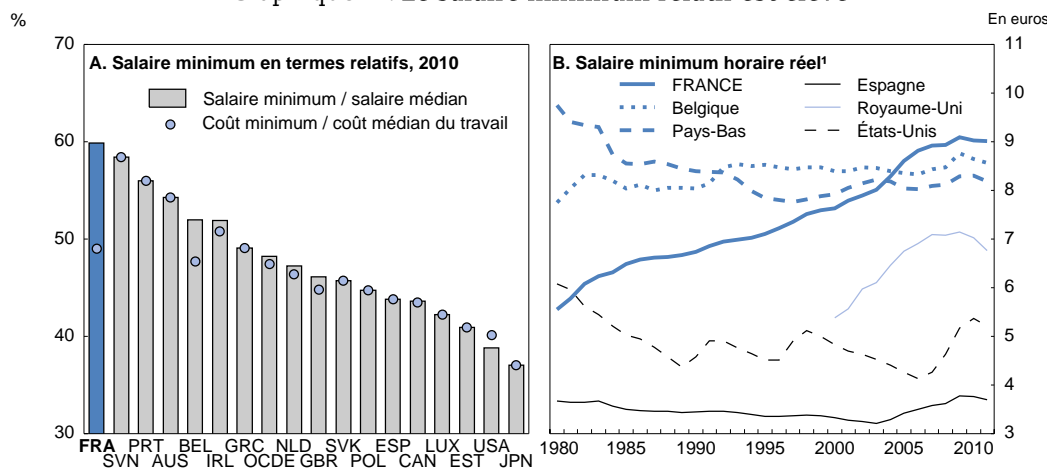 %
En euros
70
60
50
40
30
A. Salaire minimum en termes relatifs, 2010
Salaire minimum / salaire médian
Coût minimum / coût médian du travail
FRA
SVN
PRT
AUS
BEL
IRL
GRC
OCDE
NLD
GBR
SVK
POL
ESP
CAN
LUX
EST
USA
JPN
B. Salaire minimum horaire réel¹
FRANCE
Belgique
Pays-Bas
Espagne
Royaume-Uni
États-Unis
11
10
9
8
7
6
5
4
3
1980 1985 1990 1995 2000 2005 2010